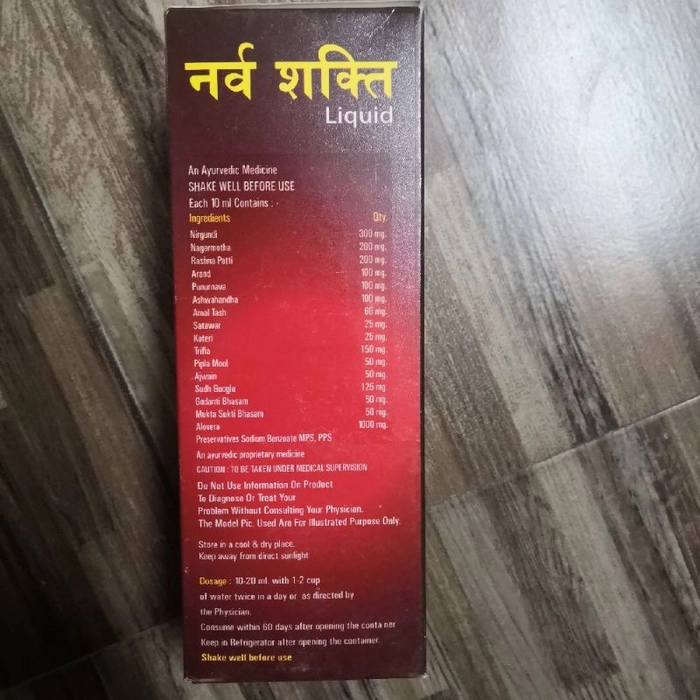 नर्व शक्ति
Liquid
An Ayurvedic Medicine
SHAKE WELL BEFORE USE
Each 10 ml Contains : -
Ingredients Qty.
Nirgundi 300 mg.
Nagarmotha 200 mg.
Rashna Patti 200 mg.
Arand 100 mg.
Punurnava 100 mg.
Ashwahandha 100 mg.
Amal Tash 60 mg.
Satawar 25 mg.
Kateri 25 mg.
Trifla 150 mg.
Pipla Mool 50 mg.
Ajwain 50 mg.
Sudh Google 125 mg
Godanti Bhasam 50 mg.
Mukta Sukti Bhasam 50 mg.
Alovera 1000 mg.
Preservatives Sodium Benzoate MPS, PPS
An ayurvedic proprietary medicine
CAUTION : TO BE TAKEN UNDER MEDICAL SUPERVISION
Do Not Use Information On Product
To Diagnose Or Treat Your
Problem Without Consulting Your Physician.
The Model Pic. Used Are For Illustrated Purpose Only.
Store in a cool & dry place.
Keep away from direct sunlight
Dosage : 10-20 ml. with 1-2 cup
of water twice in a day or as directed by
the Physician.
Consume within 60 days after opening the conta ner
Keep in Refrigerator after opening the container.
Shake well before use